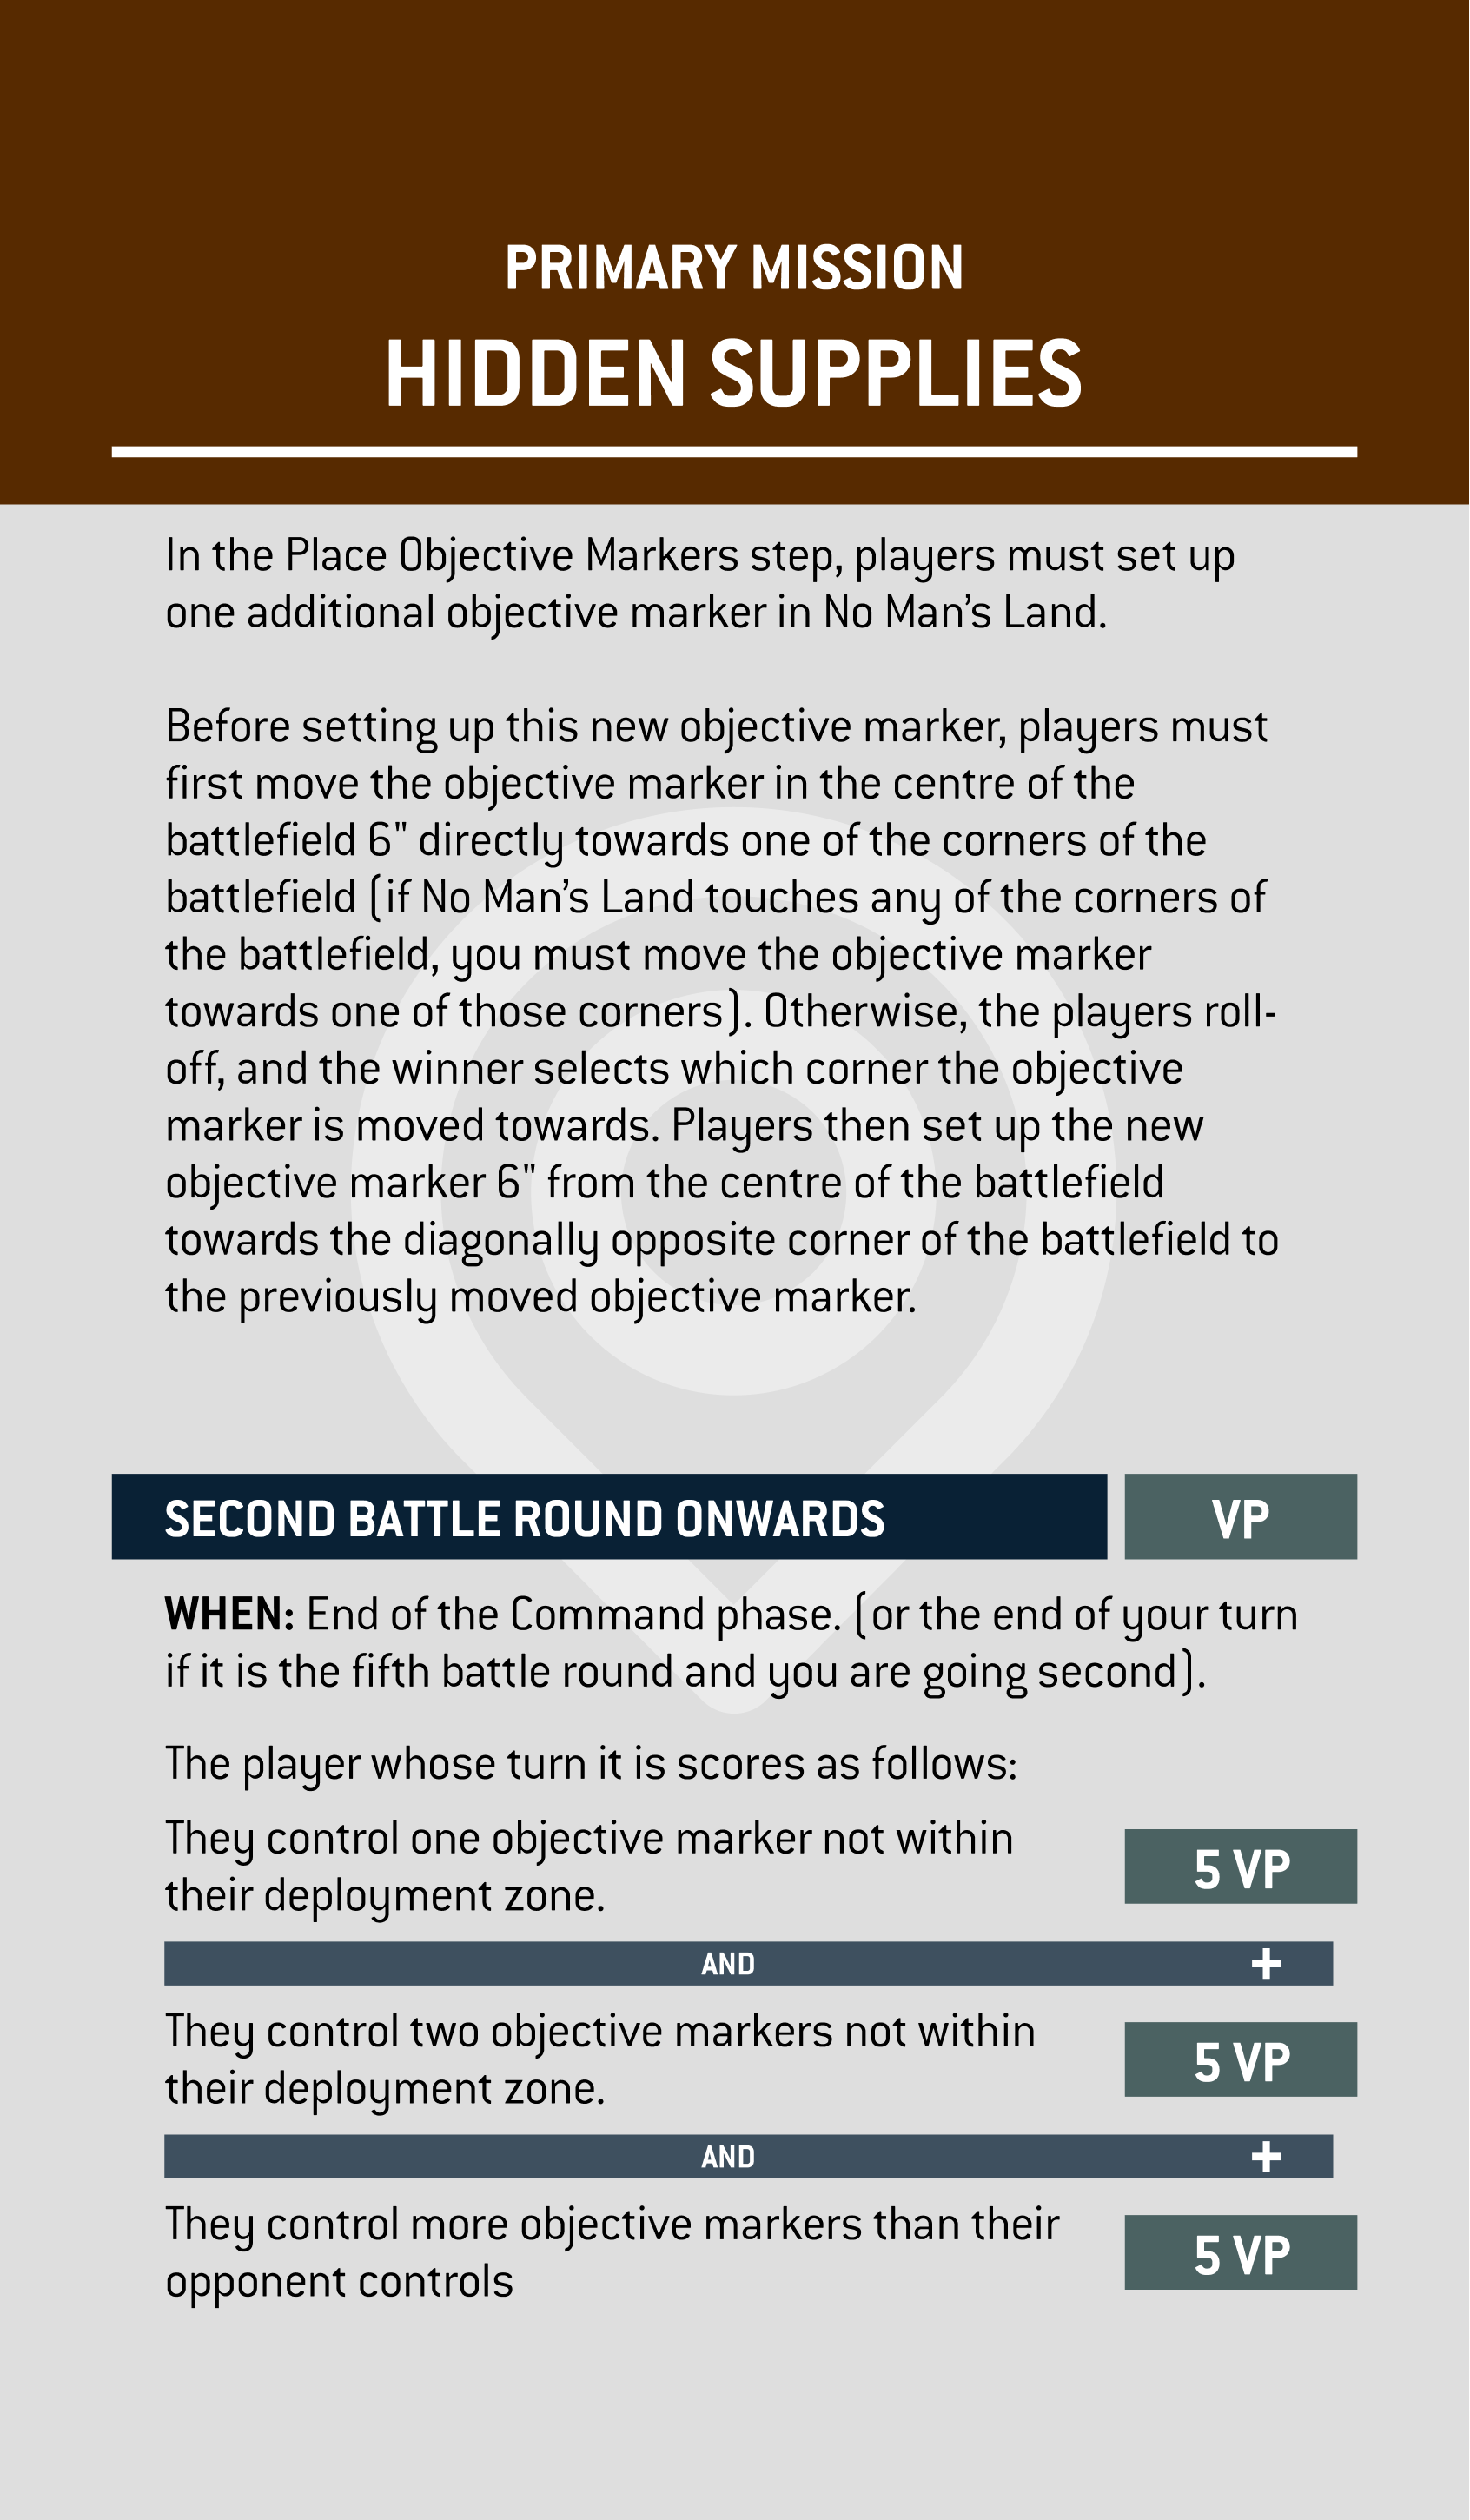 PRIMARY MISSION
HIDDEN SUPPLIES
In the Place Objective Markers step, players must set up
one additional objective marker in No Man’s Land.
Before setting up this new objective marker, players must
first move the objective marker in the centre of the
battlefield 6" directly towards one of the corners of the
battlefield (if No Man’s Land touches any of the corners of
the battlefield, you must move the objective marker
towards one of those corners). Otherwise, the players roll-
off, and the winner selects which corner the objective
marker is moved towards. Players then set up the new
objective marker 6" from the centre of the battlefield
towards the diagonally opposite corner of the battlefield to
the previously moved objective marker.
SECOND BATTLE ROUND ONWARDS VP
WHEN: End of the Command phase. (or the end of your turn
if it is the fifth battle round and you are going second).
The player whose turn it is scores as follows:
They control one objective marker not within
their deployment zone.
5 VP
AND +
They control two objective markers not within
their deployment zone.
5 VP
AND +
They control more objective markers than their
opponent controls
5 VP